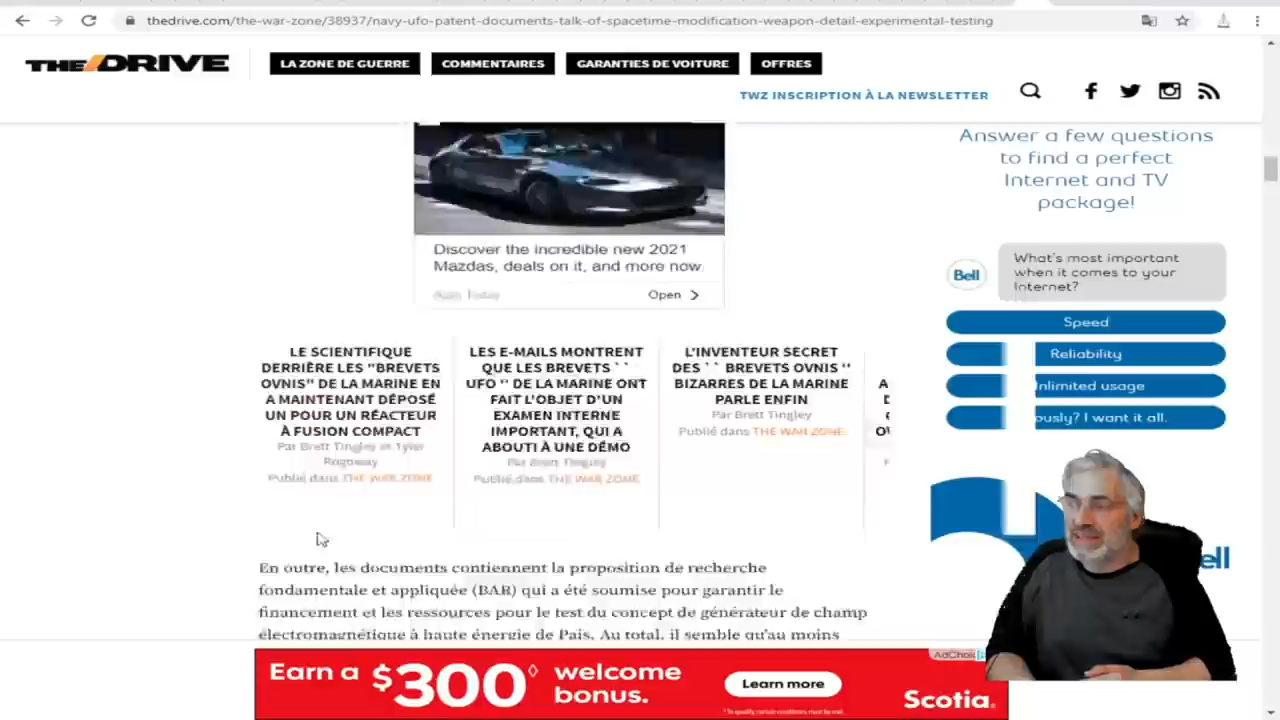 thedrive.com/the-war-zone/38937/navy-ufo-patent-documents-talk-of-spacetime-modification-weapon-detail-experimental-testing
THE/DRIVE
LA ZONE DE GUERRE
COMMENTAIRES
GARANTIES DE VOITURE
OFFRES
TWZ INSCRIPTION À LA NEWSLETTER
Discover the incredible new 2021
Mazdas, deals on it, and more now.
Open
LE SCIENTIFIQUE
DERRIÈRE LES "BREVETS
OVNIS" DE LA MARINE EN
A MAINTENANT DÉPOSÉ
UN POUR UN RÉACTEUR
À FUSION COMPACT
Par Brett Tingley et Tyler
Rogoway
Publié dans THE WAR ZONE
LES E-MAILS MONTRENT
QUE LES BREVETS ``
UFO '' DE LA MARINE ONT
FAIT L'OBJET D'UN
EXAMEN INTERNE
IMPORTANT, QUI A
ABOUTI À UNE DÉMO
Par Brett Tingley
Publié dans THE WAR ZONE
L'INVENTEUR SECRET
DES `` BREVETS OVNIS ''
BIZARRES DE LA MARINE
PARLE ENFIN
Par Brett Tingley
Publié dans THE WAR ZONE
En outre, les documents contiennent la proposition de recherche
fondamentale et appliquée (BAR) qui a été soumise pour garantir le
financement et les ressources pour le test du concept de générateur de champ
électromagnétique à haute énergie de Pais. Au total, il semble qu'au moins
Answer a few questions
to find a perfect
Internet and TV
package!
Bell
What's most important
when it comes to your
Internet?
Speed
Reliability
Unlimited usage
ously? I want it all.
ell
Earn a $300◊ welcome
bonus.
Learn more
Scotia.